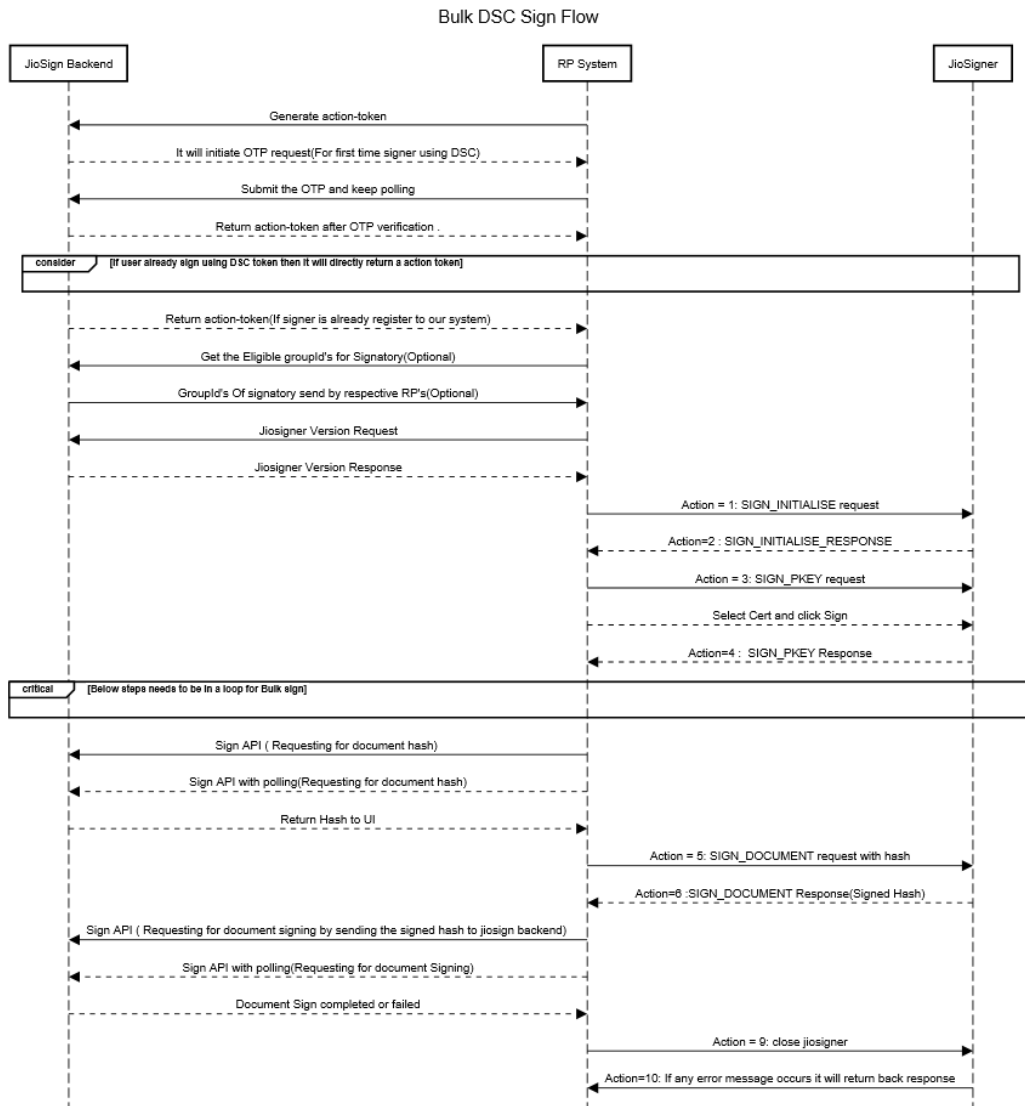 Bulk DSC Sign Flow
JioSign Backend
RP System
JioSigner
Generate action-token
It will initiate OTP request(For first time signer using DSC)
Submit the OTP and keep polling
Return action-token after OTP verification .
consider
[If user already sign using DSC token then it will directly return a action token]
Return action-token(If signer is already register to our system)
Get the Eligible groupId's for Signatory(Optional)
GroupId's Of signatory send by respective RP's(Optional)
Jiosigner Version Request
Jiosigner Version Response
Action = 1: SIGN_INITIALISE request
Action=2 : SIGN_INITIALISE_RESPONSE
Action = 3: SIGN_PKEY request
Select Cert and click Sign
Action=4 :  SIGN_PKEY Response
critical
[Below steps needs to be in a loop for Bulk sign]
Sign API ( Requesting for document hash)
Sign API with polling(Requesting for document hash)
Return Hash to UI
Action = 5: SIGN_DOCUMENT request with hash
Action=6 :SIGN_DOCUMENT Response(Signed Hash)
Sign API ( Requesting for document signing by sending the signed hash to jiosign backend)
Sign API with polling(Requesting for document Signing)
Document Sign completed or failed
Action = 9: close jiosigner
Action=10: If any error message occurs it will return back response